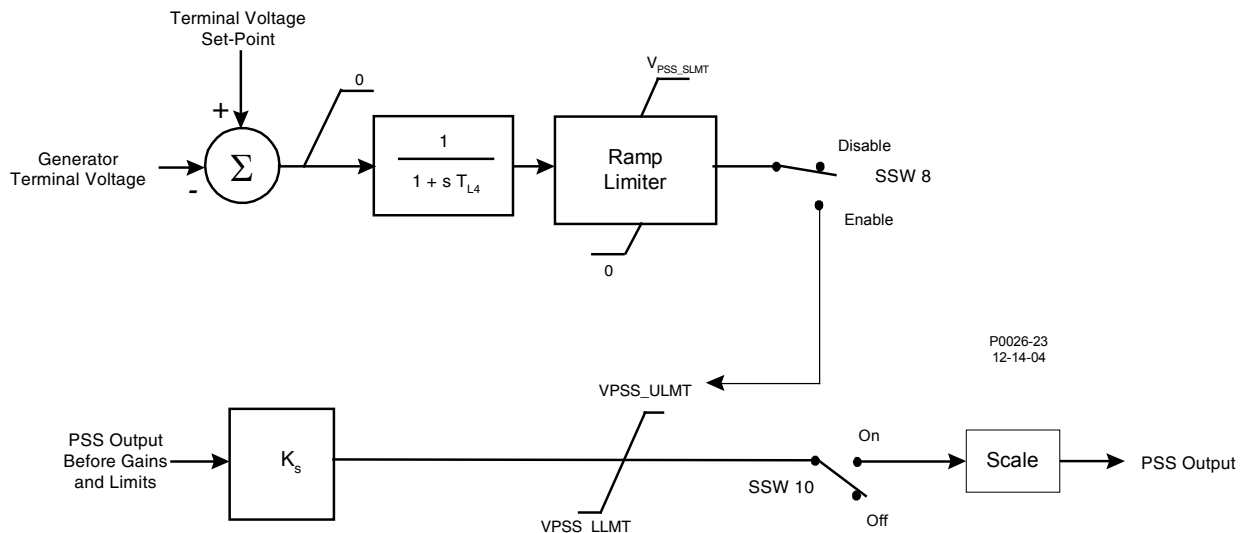 Terminal Voltage
Set-Point
0
V_PSS_SLMT
+
Generator
Terminal Voltage
-
Σ
1
1 + s T_L4
Ramp
Limiter
Disable
SSW 8
Enable
0
P0026-23
12-14-04
VPSS_ULMT
PSS Output
Before Gains
and Limits
K_s
On
Scale
PSS Output
SSW 10
Off
VPSS LLMT